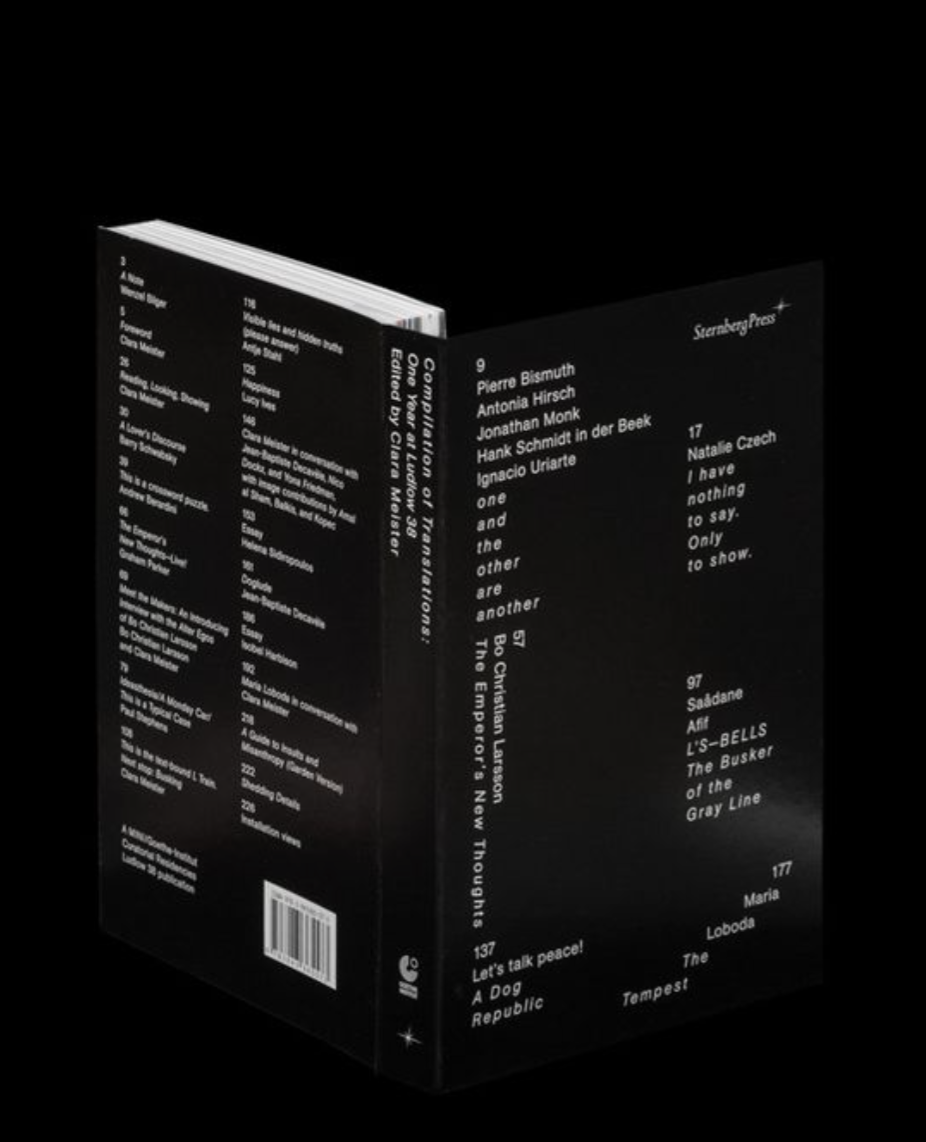 3
A Note
Wenzel Bilger
5
Foreword
Clara Meister
26
Reading, Looking, Showing
Clara Meister
30
A Lover's Discourse
Barry Schwabsky
39
This is a crossword puzzle.
Andrew Berardini
66
The Emperor's
New Thoughts—Live!
Graham Parker
69
Meet the Makers: An Introducing
Interview with the Alter Egos
of Bo Christian Larsson
Bo Christian Larsson
and Clara Meister
79
Ideasthesia/A Monday Can!
This is a Typical Case
Paul Stephens
108
This is the text-bound L Train.
Next stop: Busking
Clara Meister
A MINI/Goethe-Institut
Curatorial Residencies
Ludlow 38 publication
116
Visible lies and hidden truths
(please answer)
Antje Stahl
125
Happiness
Lucy Ives
146
Clara Meister in conversation with
Jean-Baptiste Decavèle, Nico
Dockx, and Yona Friedman,
with image contributions by Amal
el Shem, Balkis, and Kopec
153
Essay
Helena Sidiropoulos
161
Doglude
Jean-Baptiste Decavèle
186
Essay
Isobel Harbison
192
Maria Loboda in conversation with
Clara Meister
218
A Guide to Insults and
Misanthropy (Garden Version)
222
Shedding Details
226
Installation views
Compilation of Translations:
One Year at Ludlow 38
Edited by Clara Meister
SternbergPress
9
Pierre Bismuth
Antonia Hirsch
Jonathan Monk
Hank Schmidt in der Beek
Ignacio Uriarte
one
and
the
other
are
another
17
Natalie Czech
I have
nothing
to say.
Only
to show.
57
Bo Christian Larsson
The Emperor's New Thoughts
97
Saâdane
Afif
L'S—BELLS
The Busker
of the
Gray Line
137
Let's talk peace!
A Dog
Republic
177
Maria
Loboda
The
Tempest